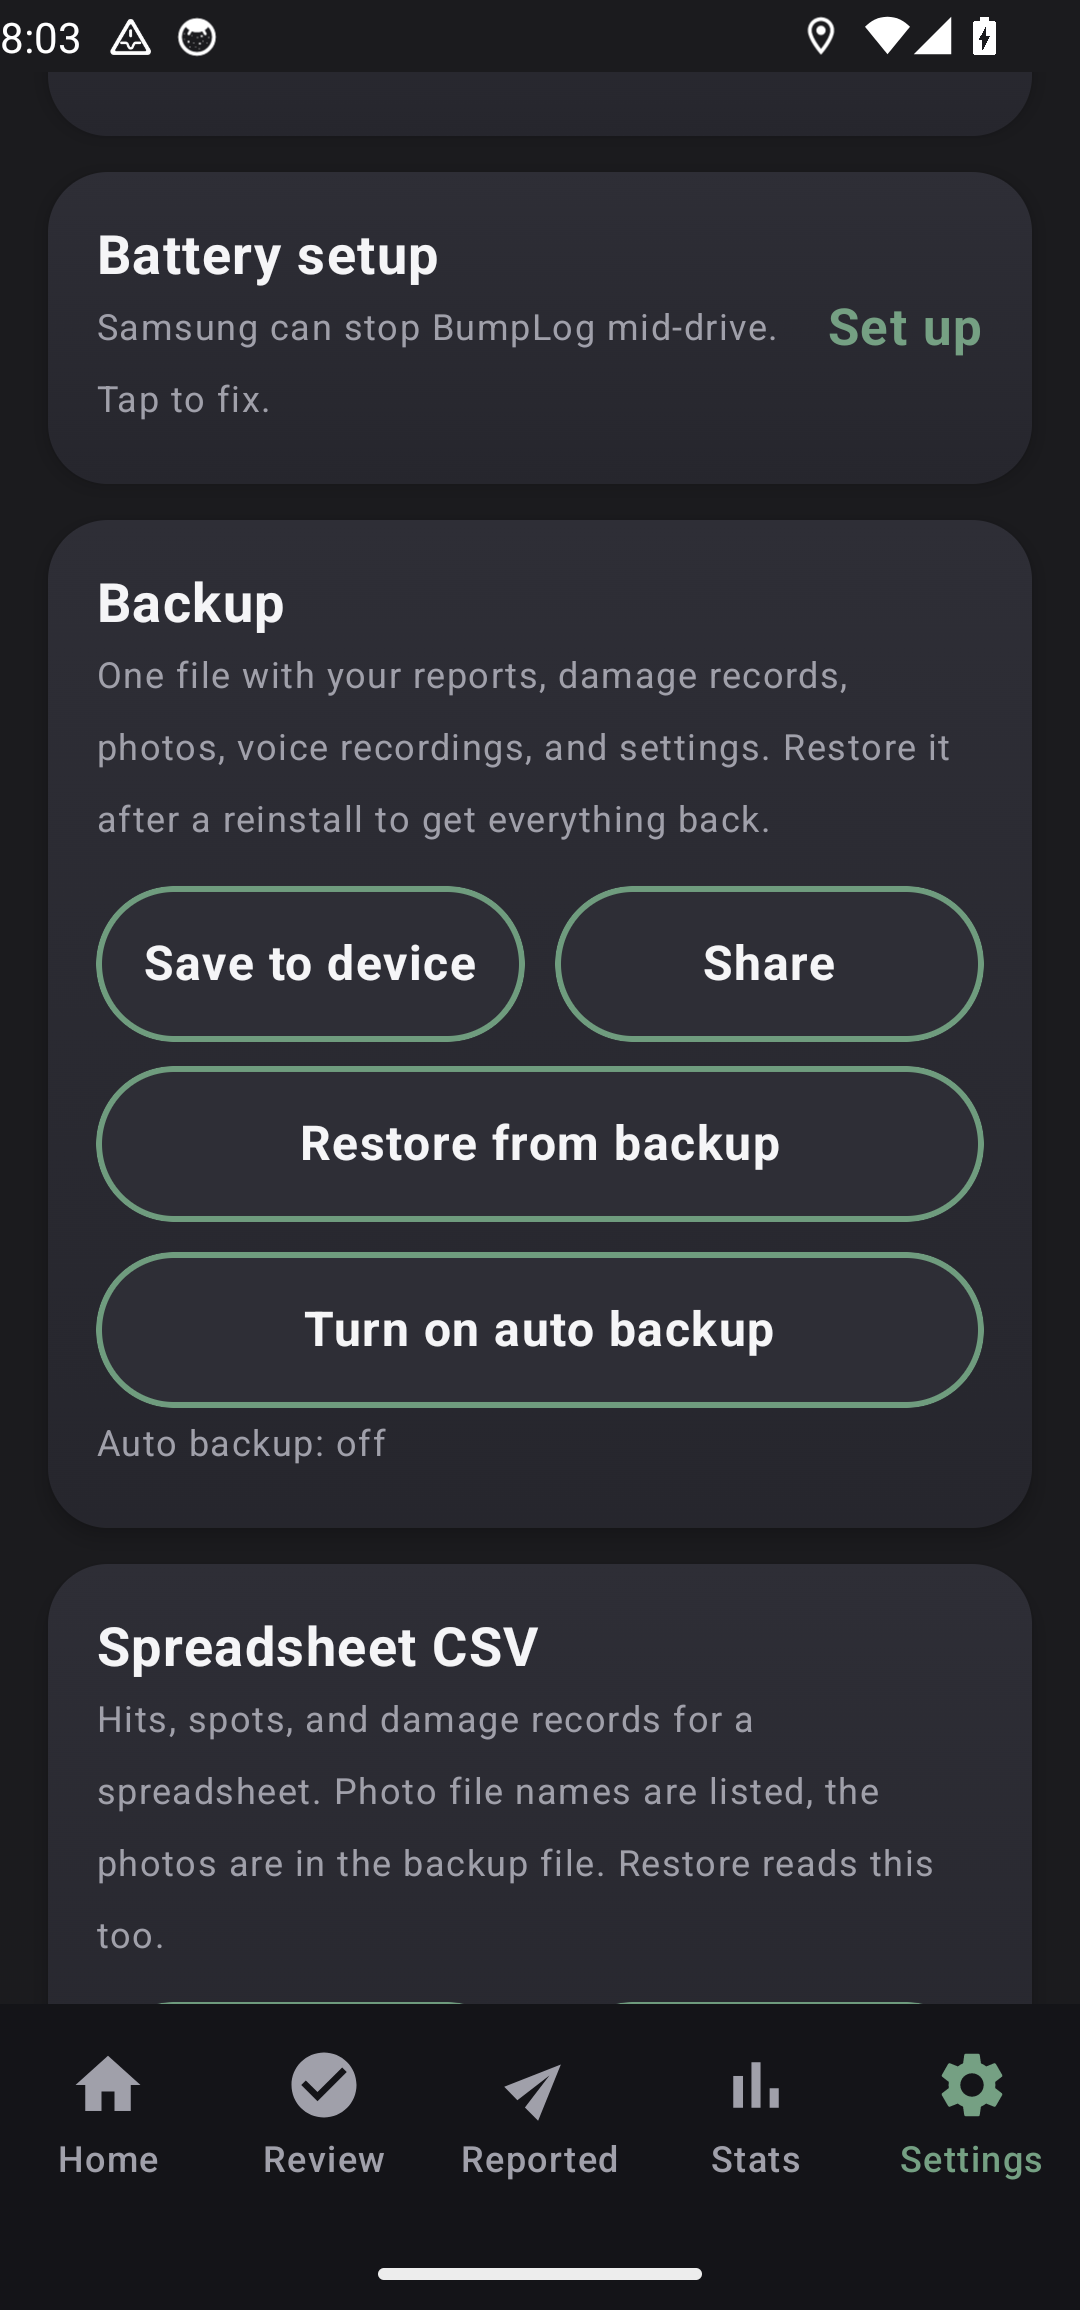 8:03
Battery setup
Samsung can stop BumpLog mid-drive.
Tap to fix.
Set up
Backup
One file with your reports, damage records,
photos, voice recordings, and settings. Restore it
after a reinstall to get everything back.
Save to device
Share
Restore from backup
Turn on auto backup
Auto backup: off
Spreadsheet CSV
Hits, spots, and damage records for a
spreadsheet. Photo file names are listed, the
photos are in the backup file. Restore reads this
too.
Home
Review
Reported
Stats
Settings